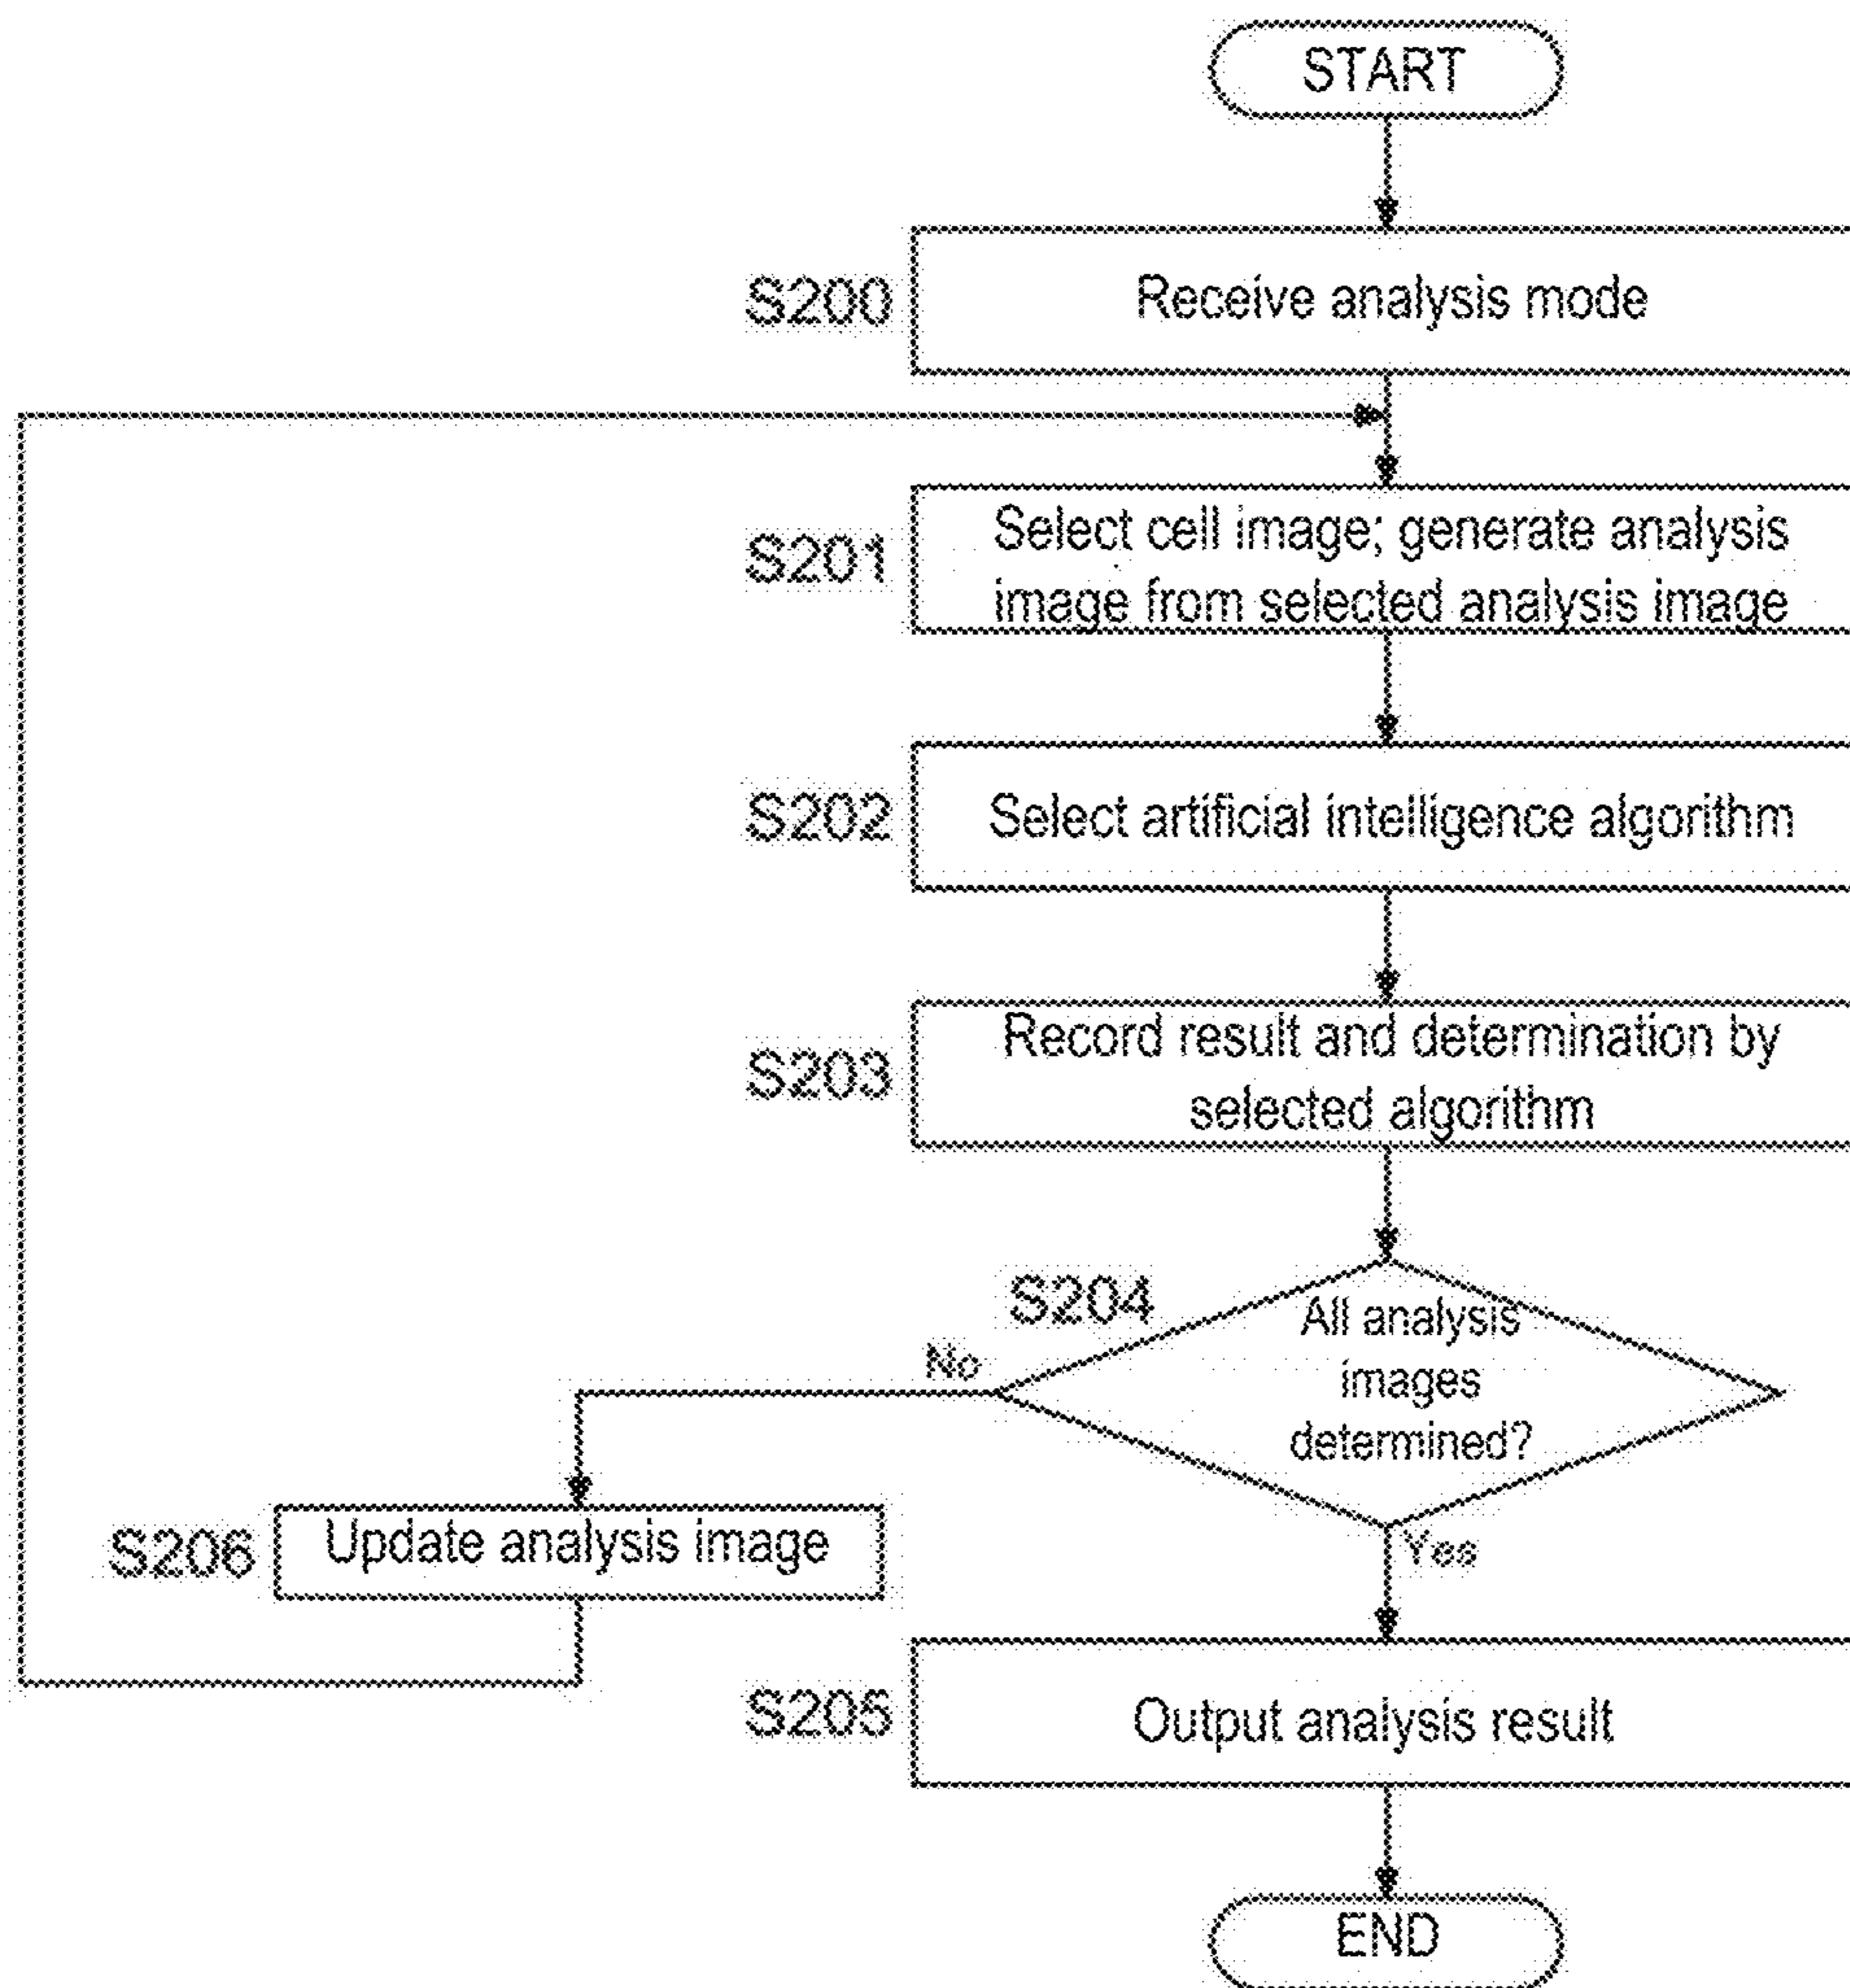 START
S200
Receive analysis mode
S201
Select cell image; generate analysis
image from selected analysis image
S202
Select artificial intelligence algorithm
S203
Record result and determination by
selected algorithm
S204
All analysis
images
determined?
No
Yes
S206
Update analysis image
S205
Output analysis result
END